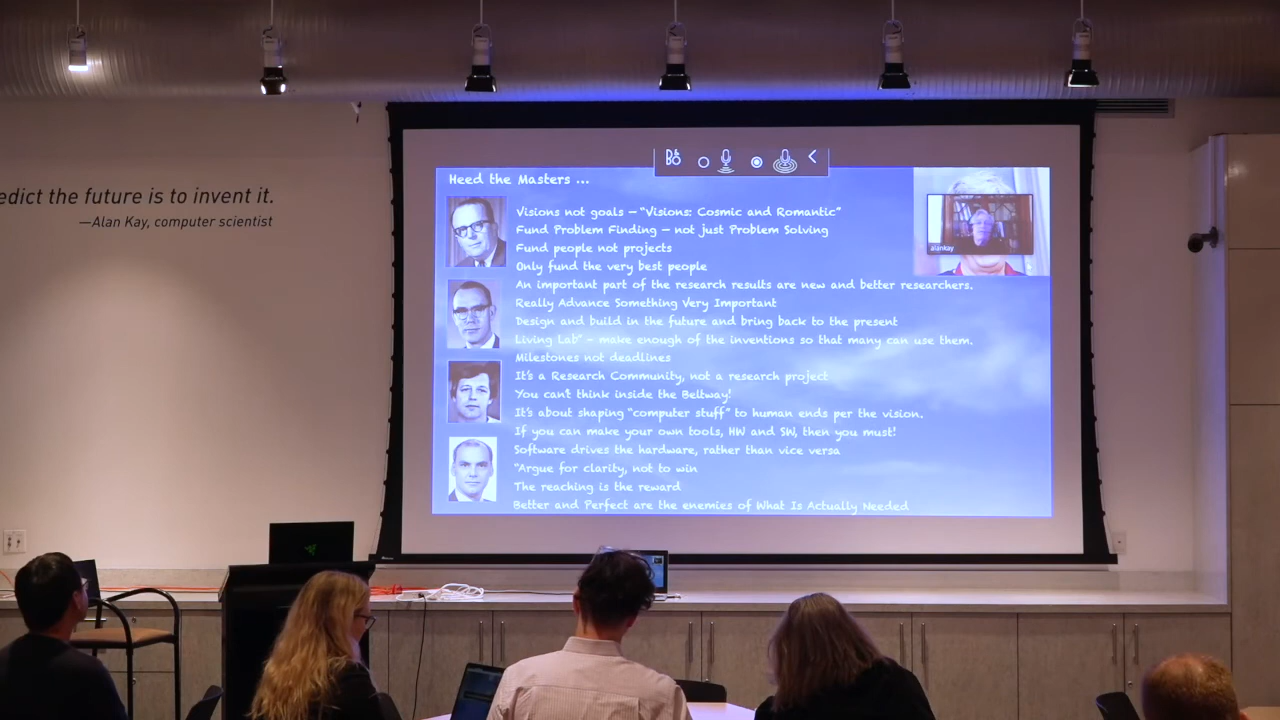 edict the future is to invent it.
—Alan Kay, computer scientist
Heed the Masters ...
Visions not goals – "Visions: Cosmic and Romantic"
Fund Problem Finding – not just Problem Solving
Fund people not projects
Only fund the very best people
An important part of the research results are new and better researchers.
Really Advance Something Very Important
Design and build in the future and bring back to the present
Living Lab" - make enough of the inventions so that many can use them.
Milestones not deadlines
It's a Research Community, not a research project
You can't think inside the Beltway!
It's about shaping "computer stuff" to human ends per the vision.
If you can make your own tools, HW and SW, then you must!
Software drives the hardware, rather than vice versa
"Argue for clarity, not to win
The reaching is the reward
Better and Perfect are the enemies of What Is Actually Needed
alankay